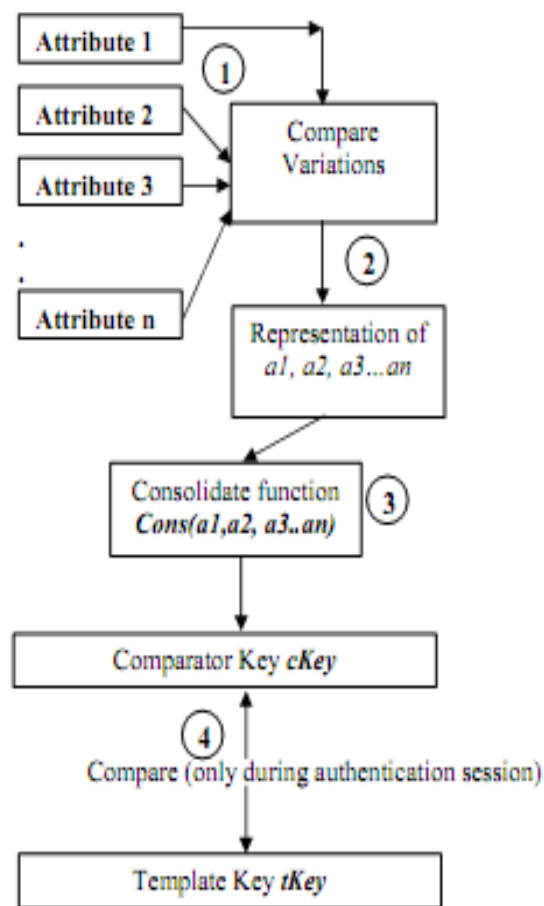 Attribute 1
1
Attribute 2
Compare
Variations
Attribute 3
.
.
2
Attribute n
Representation of
a1, a2, a3...an
Consolidate function
Cons(a1,a2, a3..an)
3
Comparator Key cKey
4
Compare (only during authentication session)
Template Key tKey